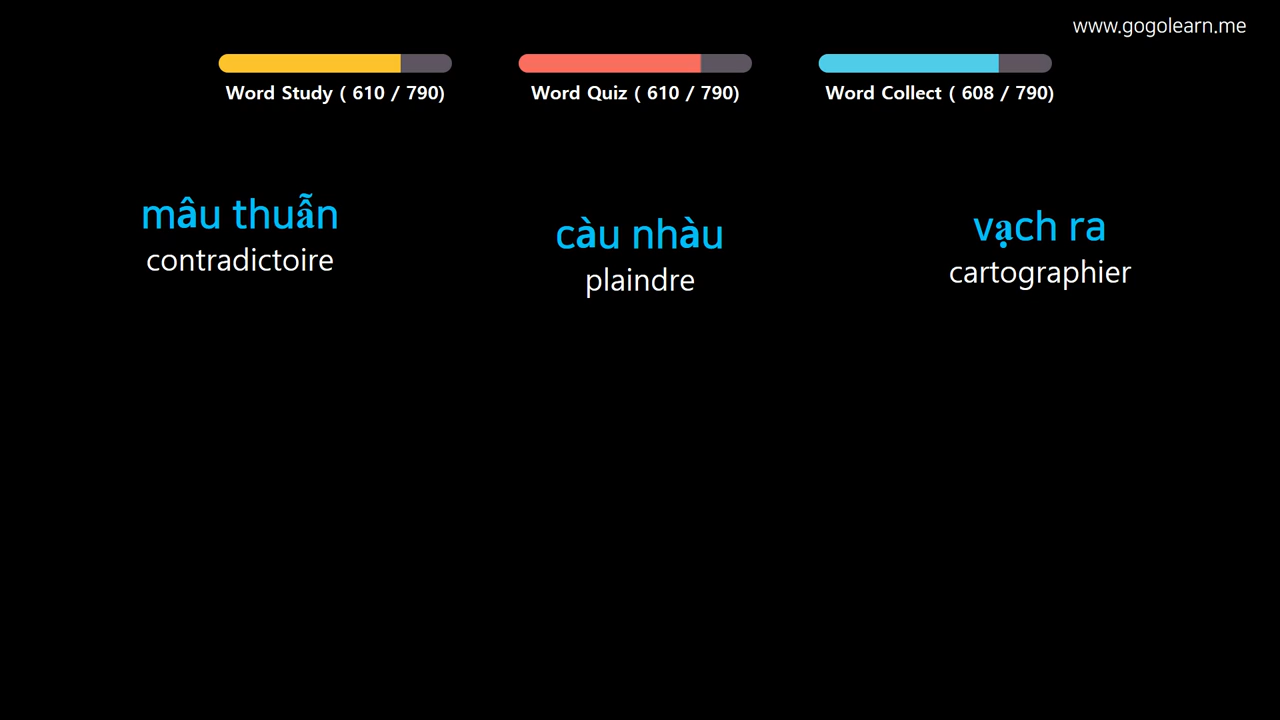 www.gogolearn.me
Word Study ( 610 / 790)
Word Quiz ( 610 / 790)
Word Collect ( 608 / 790)
mâu thuẫn
contradictoire
càu nhàu
plaindre
vạch ra
cartographier